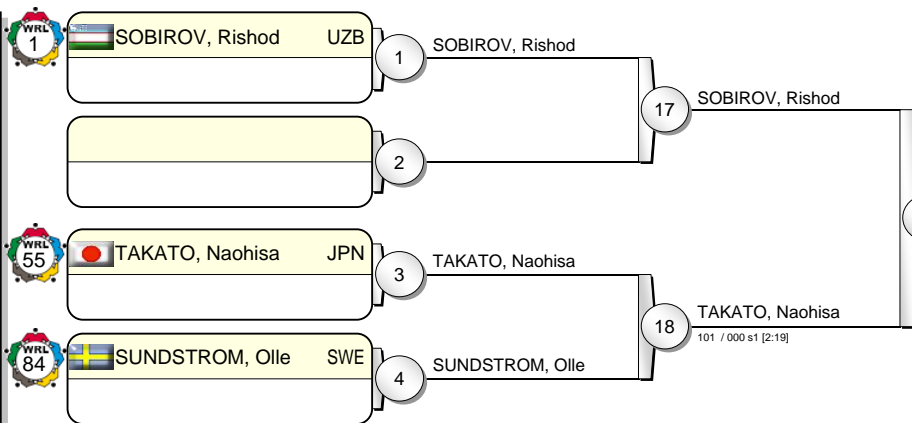 WRL
1
SOBIROV, Rishod UZB
1
SOBIROV, Rishod
17
SOBIROV, Rishod
2
WRL
55
TAKATO, Naohisa JPN
3
TAKATO, Naohisa
18
TAKATO, Naohisa
101 / 000 s1 [2:19]
WRL
84
SUNDSTROM, Olle SWE
4
SUNDSTROM, Olle